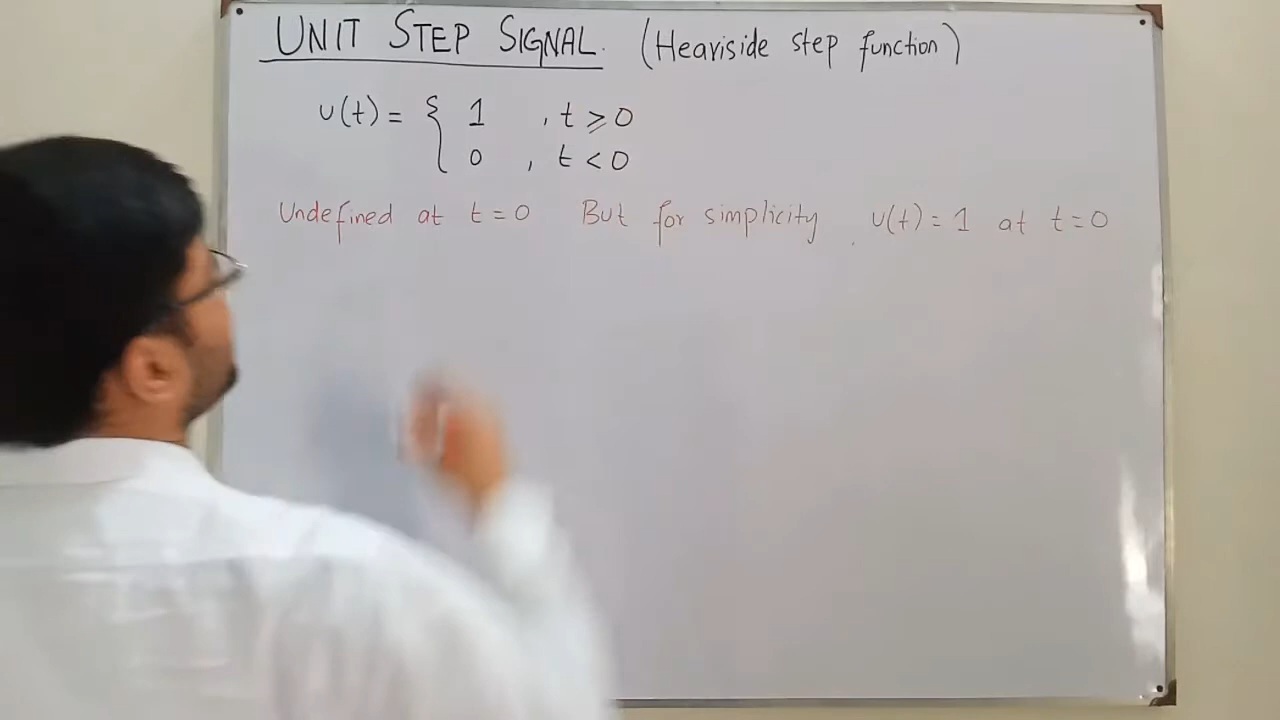 UNIT STEP SIGNAL. (Heaviside step function)
u(t) = { 1 , t ⩾ 0
0 , t < 0
Undefined at t = 0 But for simplicity, u(t) = 1 at t = 0